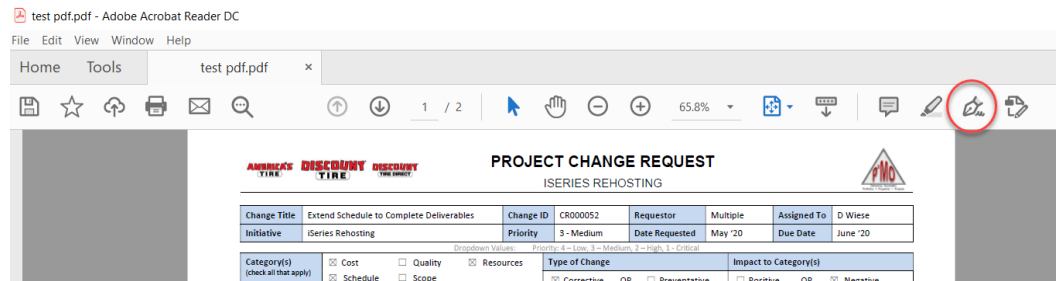 test pdf.pdf - Adobe Acrobat Reader DC
File Edit View Window Help
Home Tools test pdf.pdf ×
1 / 2 65.8%
AMERICA'S TIRE DISCOUNT TIRE DISCOUNT TIRE DIRECT
PROJECT CHANGE REQUEST
PMO
ISERIES REHOSTING
Change Title Extend Schedule to Complete Deliverables Change ID CR000052 Requestor Multiple Assigned To D Wiese
Initiative iSeries Rehosting Priority 3 - Medium Date Requested May '20 Due Date June '20
Dropdown Values: Priority: 4 – Low, 3 – Medium, 2 – High, 1 - Critical
Category(s) ☒ Cost ☐ Quality ☒ Resources Type of Change Impact to Category(s)
(check all that apply) ☒ Schedule ☐ Scope ☒ Corrective OR ☐ Preventative ☐ Positive OR ☒ Negative